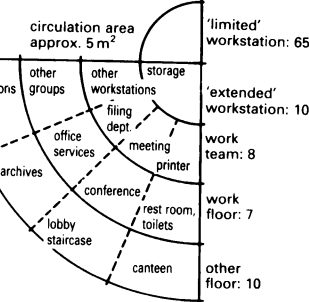 circulation area
approx. 5 m²
'limited'
workstation: 65
other
groups
other
workstations
storage
'extended'
workstation: 10
filing
dept.
office
services
meeting
work
team: 8
printer
archives
conference
rest room,
toilets
work
floor: 7
lobby
staircase
canteen
other
floor: 10